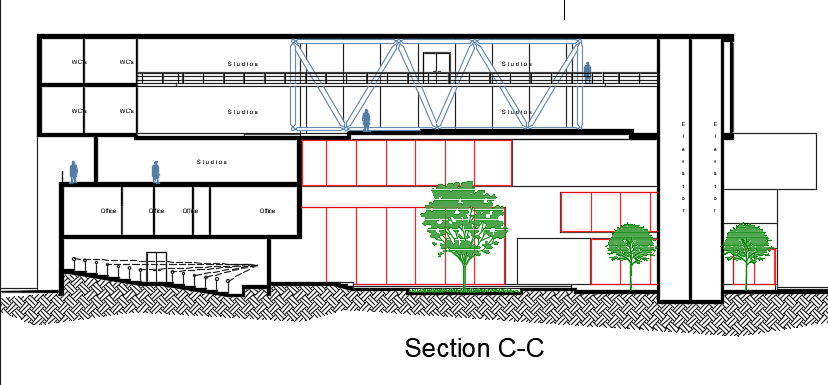 WC's WC's Studios Studios
WC's WC's Studios Studios
Elevator Elevator
Studios
Office Office Office Office
Section C-C